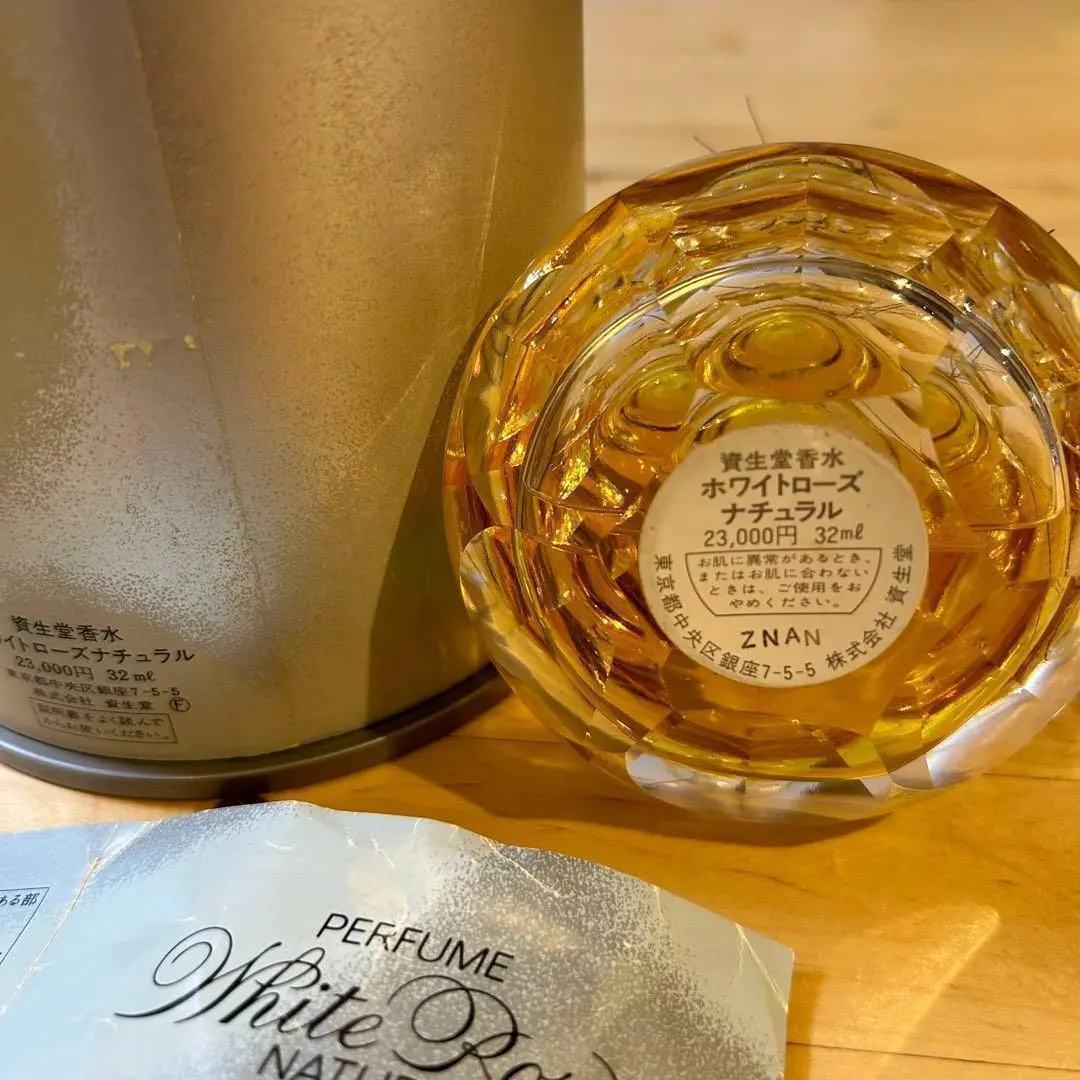 資生堂香水
ホワイトローズ
ナチュラル
23,000円 32ml
お肌に異常があるとき、
またはお肌に合わない
ときは、ご使用をお
やめください。
ZNAN
東京都中央区銀座7-5-5 株式会社 資生堂
資生堂香水
イトローズナチュラル
23,000円 32ml
東京都中央区銀座7-5-5
株式会社 資生堂 F
説明書をよく読んで
からお使いください。
ある部
PERFUME
White